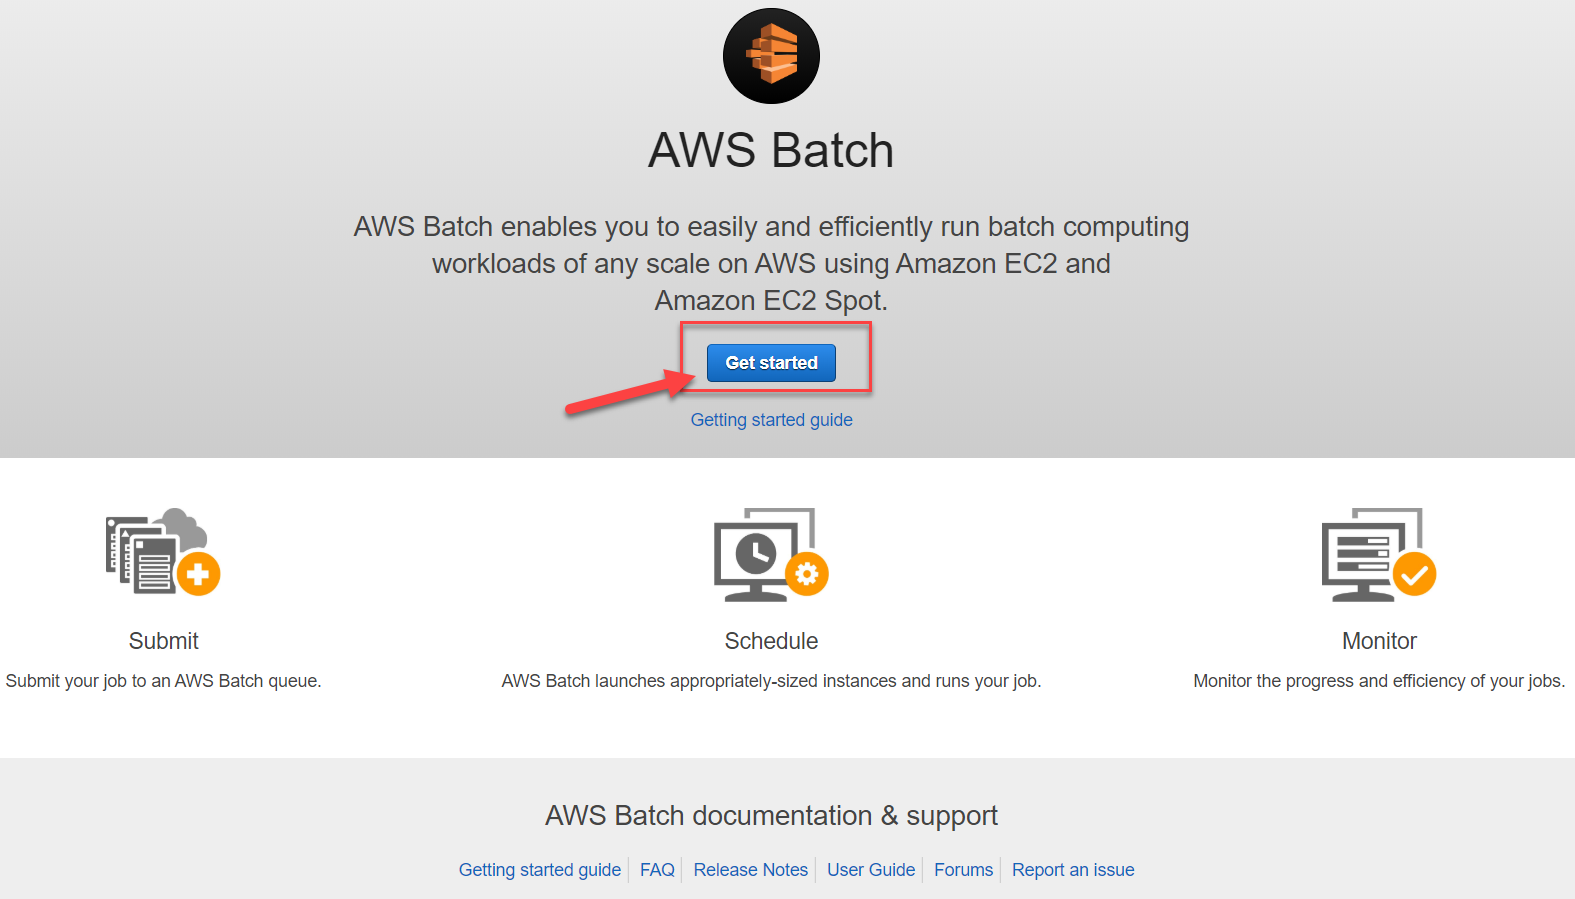 AWS Batch
AWS Batch enables you to easily and efficiently run batch computing
workloads of any scale on AWS using Amazon EC2 and
Amazon EC2 Spot.
Get started
Getting started guide
Submit
Submit your job to an AWS Batch queue.
Schedule
AWS Batch launches appropriately-sized instances and runs your job.
Monitor
Monitor the progress and efficiency of your jobs.
AWS Batch documentation & support
Getting started guide FAQ Release Notes User Guide Forums Report an issue